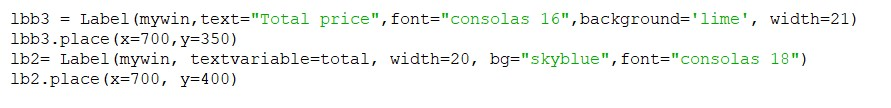 lbb3 = Label(mywin,text="Total price",font="consolas 16",background='lime', width=21)
lbb3.place(x=700,y=350)
lb2= Label(mywin, textvariable=total, width=20, bg="skyblue",font="consolas 18")
lb2.place(x=700, y=400)